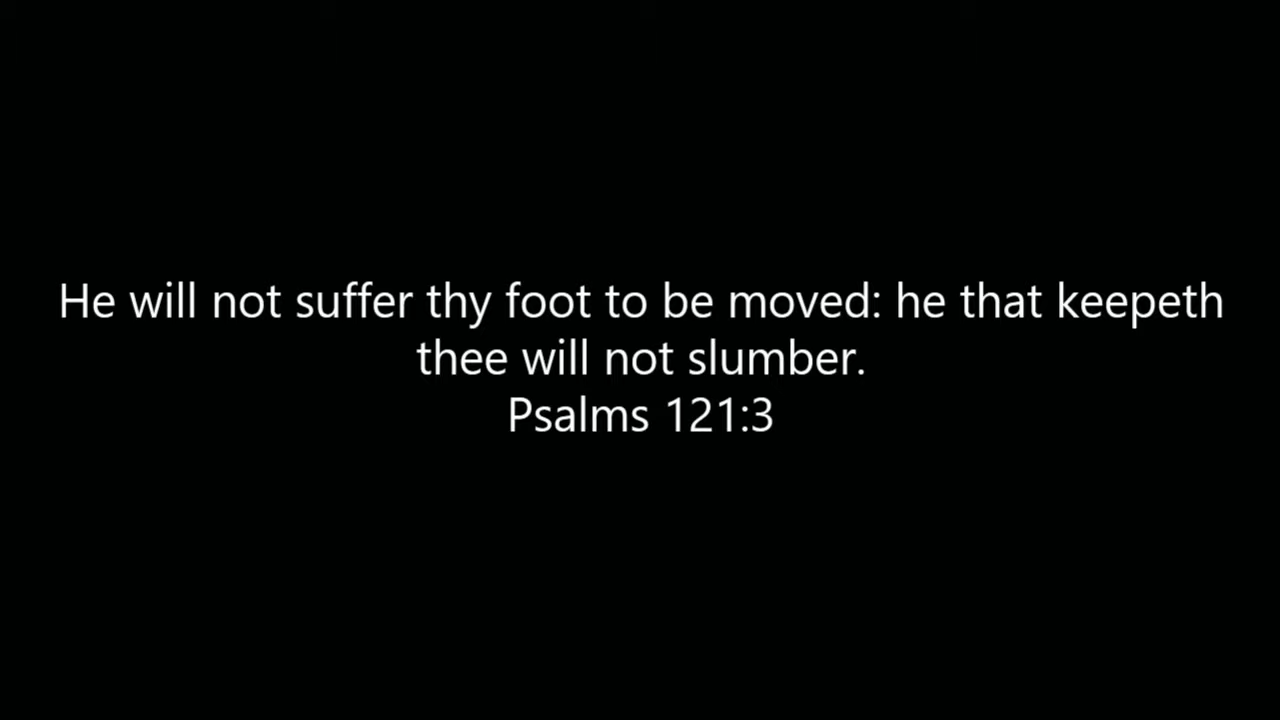 He will not suffer thy foot to be moved: he that keepeth
thee will not slumber.
Psalms 121:3